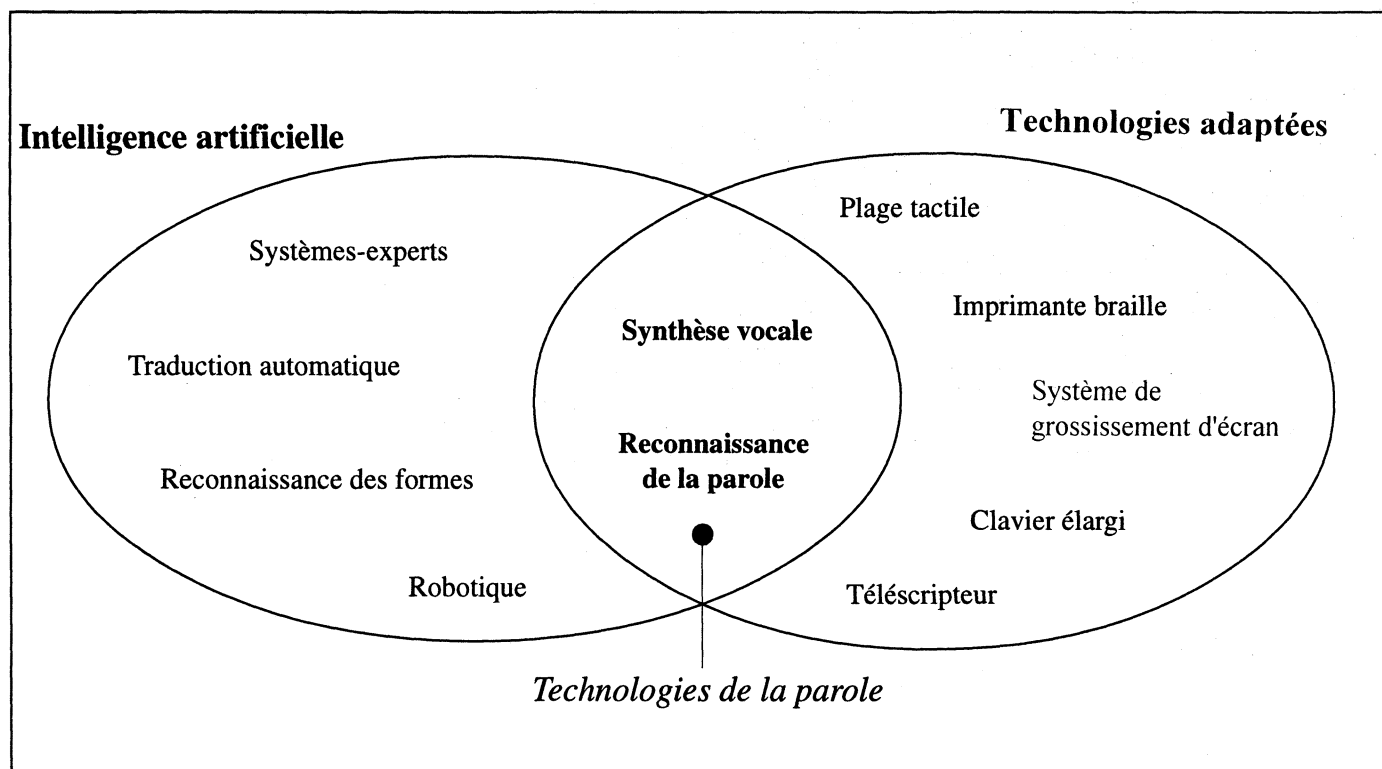 Intelligence artificielle
Technologies adaptées
Systèmes-experts
Traduction automatique
Reconnaissance des formes
Robotique
Synthèse vocale
Reconnaissance
de la parole
Plage tactile
Imprimante braille
Système de
grossissement d'écran
Clavier élargi
Téléscripteur
Technologies de la parole